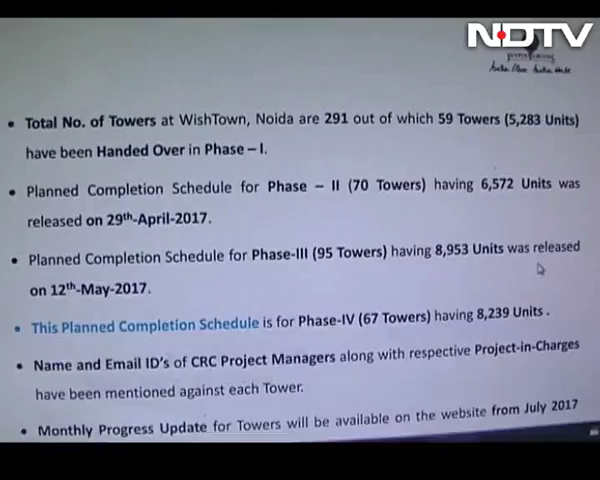 NDTV
• Total No. of Towers at WishTown, Noida are 291 out of which 59 Towers (5,283 Units)
have been Handed Over in Phase – I.
• Planned Completion Schedule for Phase – II (70 Towers) having 6,572 Units was
released on 29th-April-2017.
• Planned Completion Schedule for Phase-III (95 Towers) having 8,953 Units was released
on 12th-May-2017.
• This Planned Completion Schedule is for Phase-IV (67 Towers) having 8,239 Units .
• Name and Email ID's of CRC Project Managers along with respective Project-in-Charges
have been mentioned against each Tower.
• Monthly Progress Update for Towers will be available on the website from July 2017